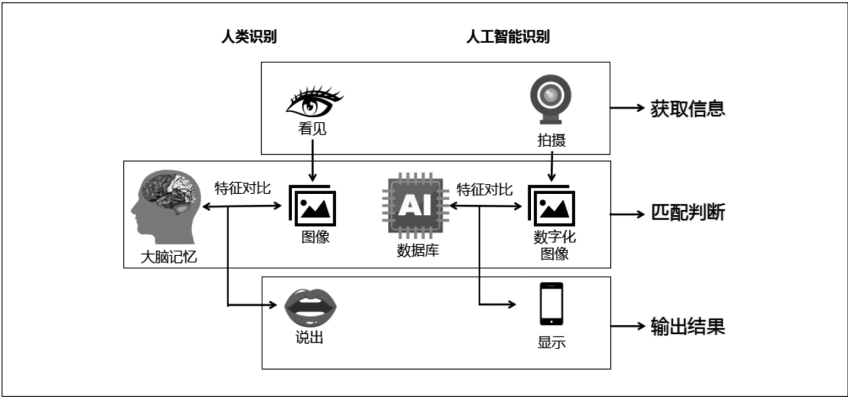 人类识别
人工智能识别
看见
拍摄
获取信息
特征对比
特征对比
AI
大脑记忆
图像
数据库
数字化
图像
匹配判断
说出
显示
输出结果